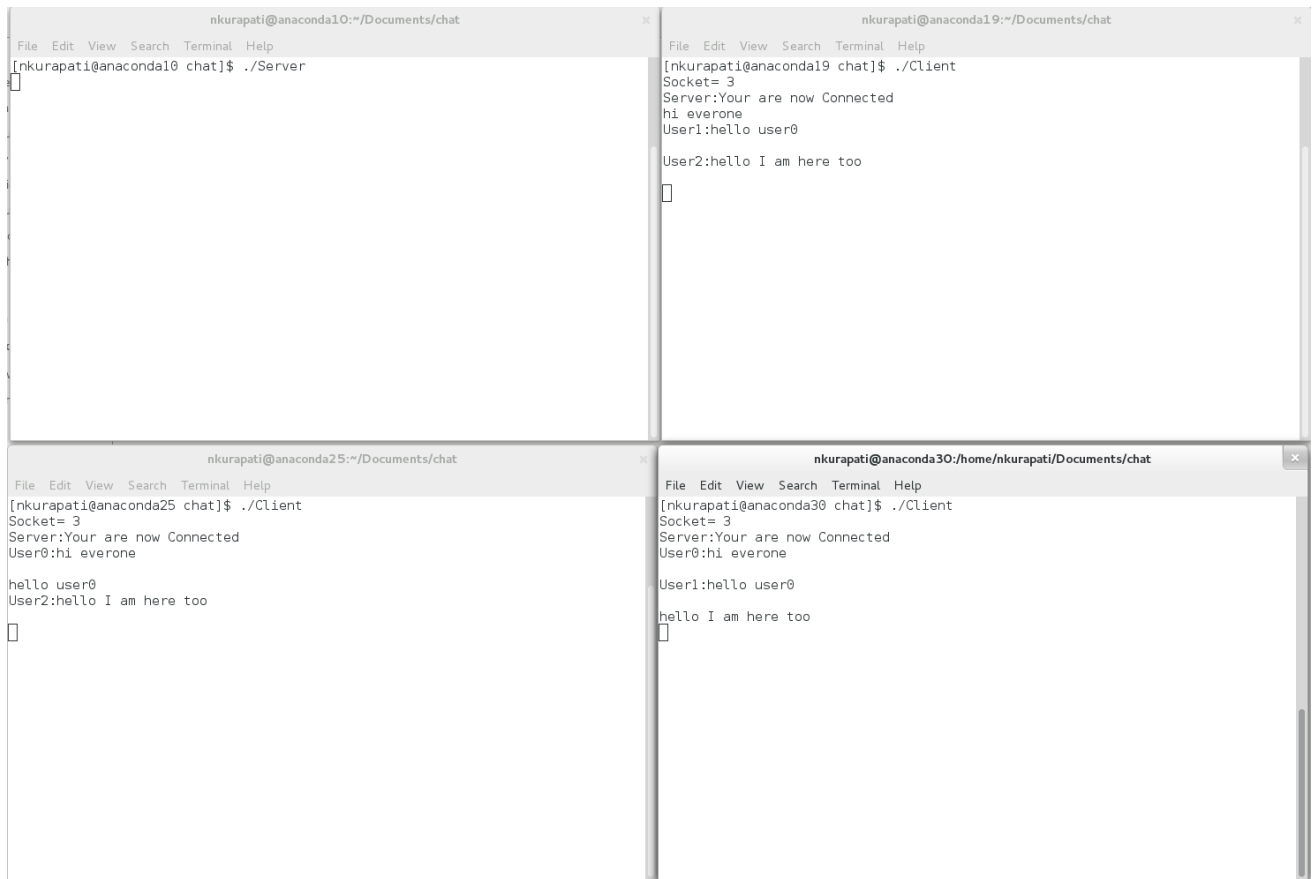 nkurapati@anaconda10:~/Documents/chat
File Edit View Search Terminal Help
[nkurapati@anaconda10 chat]$ ./Server
nkurapati@anaconda19:~/Documents/chat
File Edit View Search Terminal Help
[nkurapati@anaconda19 chat]$ ./Client
Socket= 3
Server:Your are now Connected
hi everone
User1:hello user0
User2:hello I am here too
nkurapati@anaconda25:~/Documents/chat
File Edit View Search Terminal Help
[nkurapati@anaconda25 chat]$ ./Client
Socket= 3
Server:Your are now Connected
User0:hi everone
hello user0
User2:hello I am here too
nkurapati@anaconda30:/home/nkurapati/Documents/chat
File Edit View Search Terminal Help
[nkurapati@anaconda30 chat]$ ./Client
Socket= 3
Server:Your are now Connected
User0:hi everone
User1:hello user0
hello I am here too